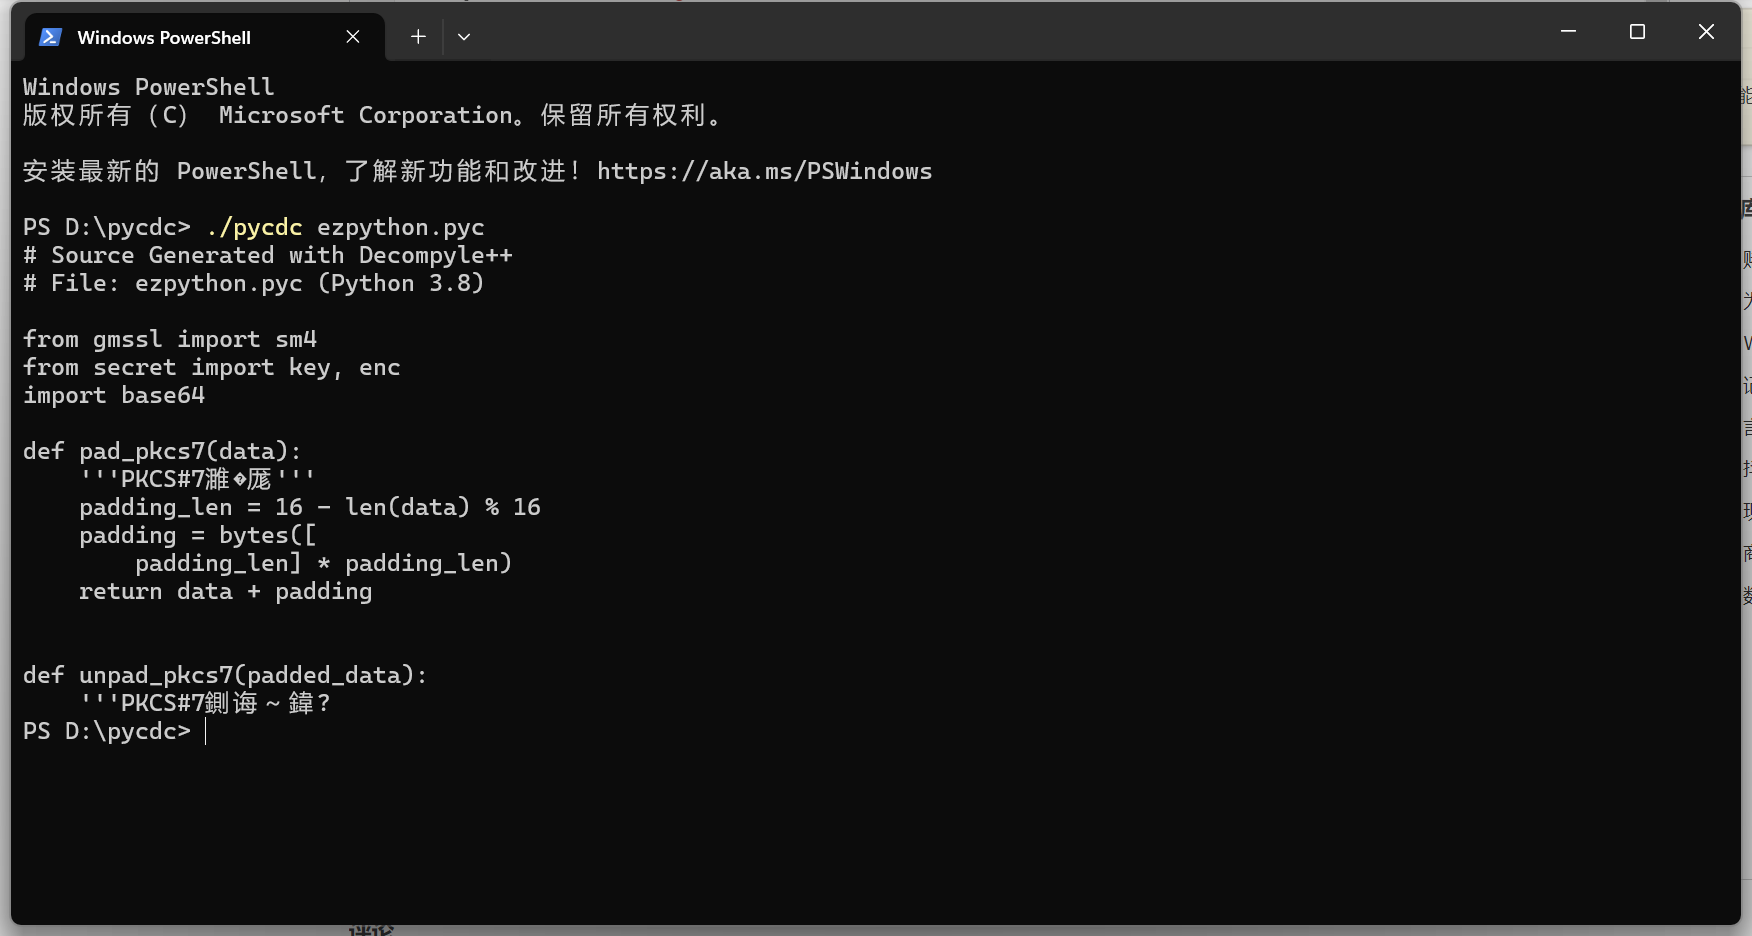 Windows PowerShell
Windows PowerShell
版权所有 (C)  Microsoft Corporation。保留所有权利。
安装最新的 PowerShell,了解新功能和改进!https://aka.ms/PSWindows
PS D:\pycdc> ./pycdc ezpython.pyc
# Source Generated with Decompyle++
# File: ezpython.pyc (Python 3.8)
from gmssl import sm4
from secret import key, enc
import base64
def pad_pkcs7(data):
    '''PKCS#7濉�厖'''
    padding_len = 16 - len(data) % 16
    padding = bytes([
        padding_len] * padding_len)
    return data + padding
def unpad_pkcs7(padded_data):
    '''PKCS#7鍘诲~鍏?
PS D:\pycdc>
评论